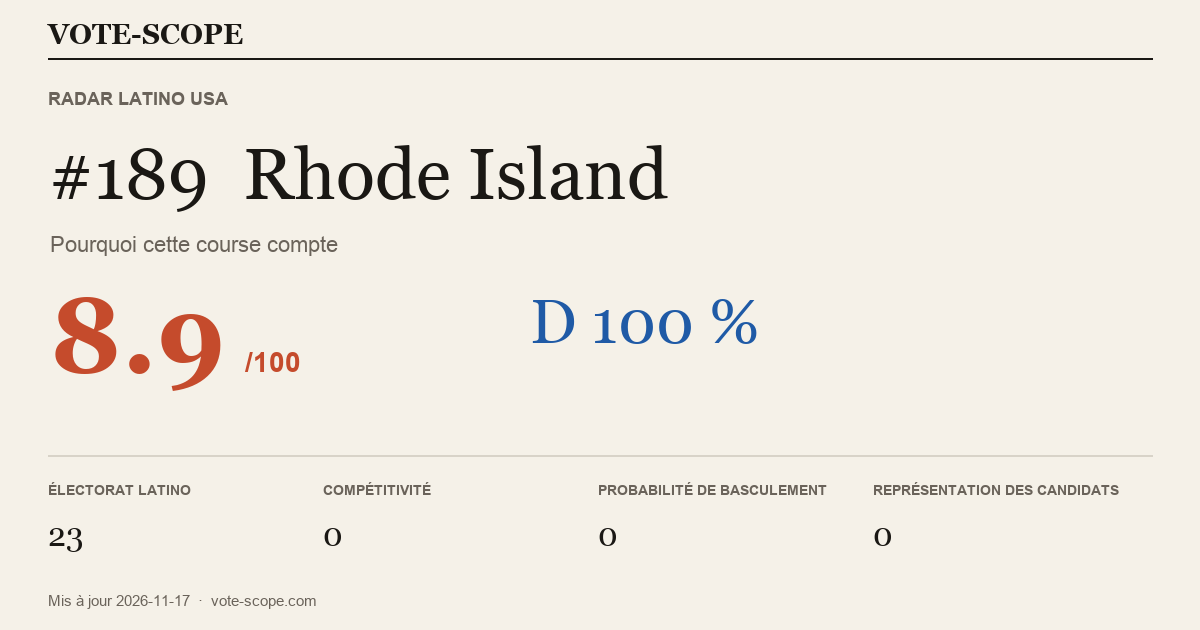 VOTE-SCOPE
RADAR LATINO USA
#189 Rhode Island
Pourquoi cette course compte
8.9 /100
D 100 %
ÉLECTORAT LATINO
COMPÉTITIVITÉ
PROBABILITÉ DE BASCULEMENT
REPRÉSENTATION DES CANDIDATS
23
0
0
0
Mis à jour 2026-11-17 · vote-scope.com